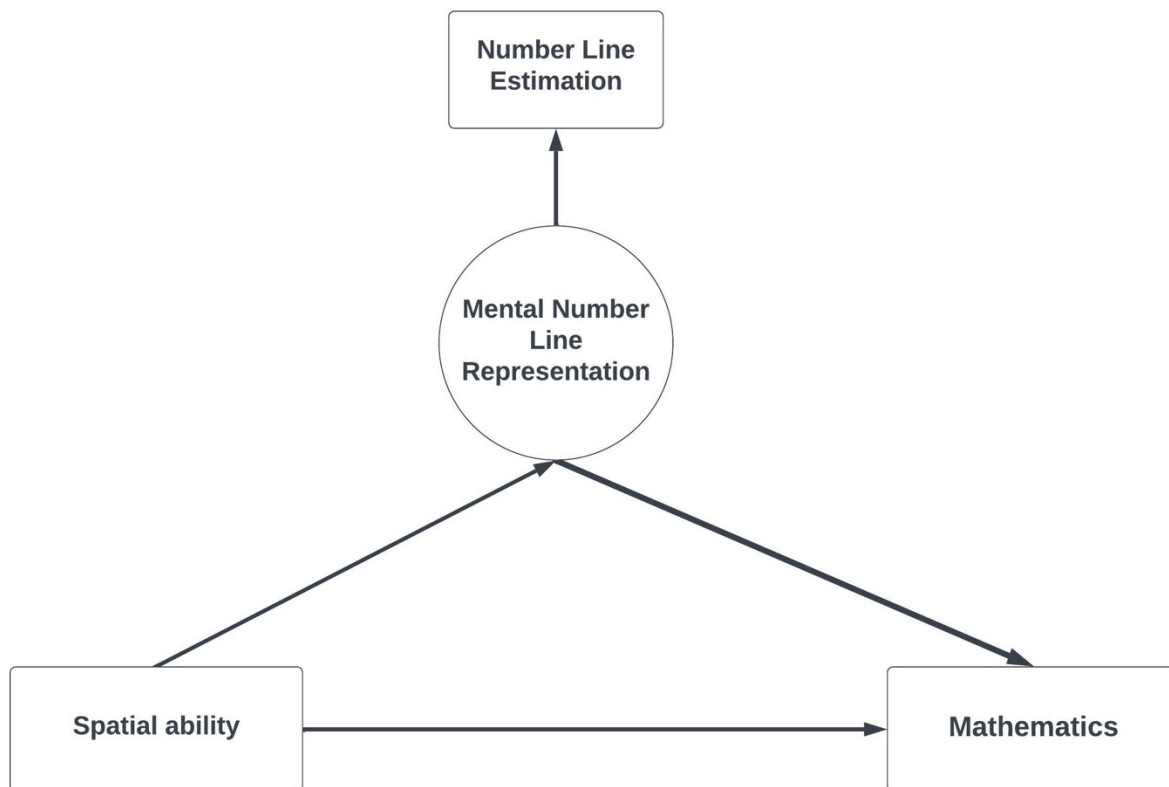 Number Line
Estimation
Mental Number
Line
Representation
Spatial ability
Mathematics